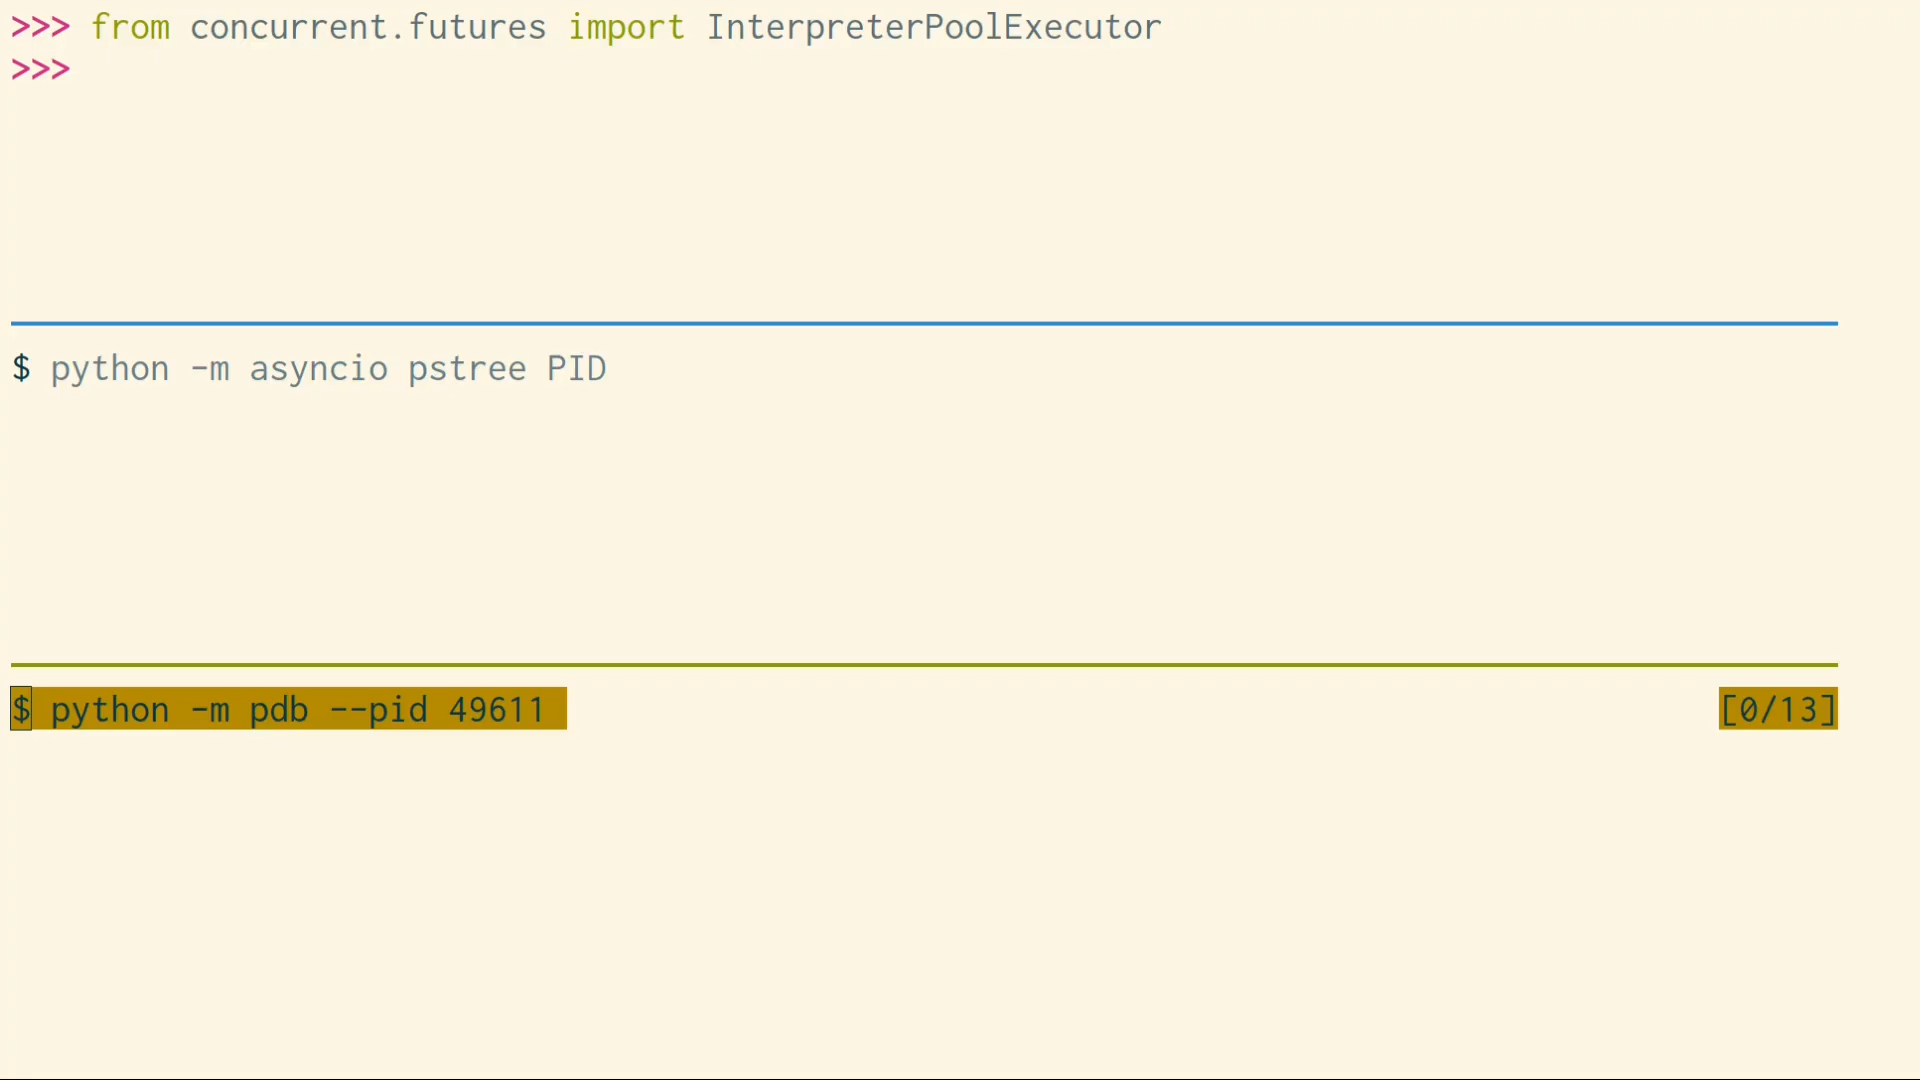 >>> from concurrent.futures import InterpreterPoolExecutor
>>>
$ python -m asyncio pstree PID
$ python -m pdb --pid 49611 [0/13]